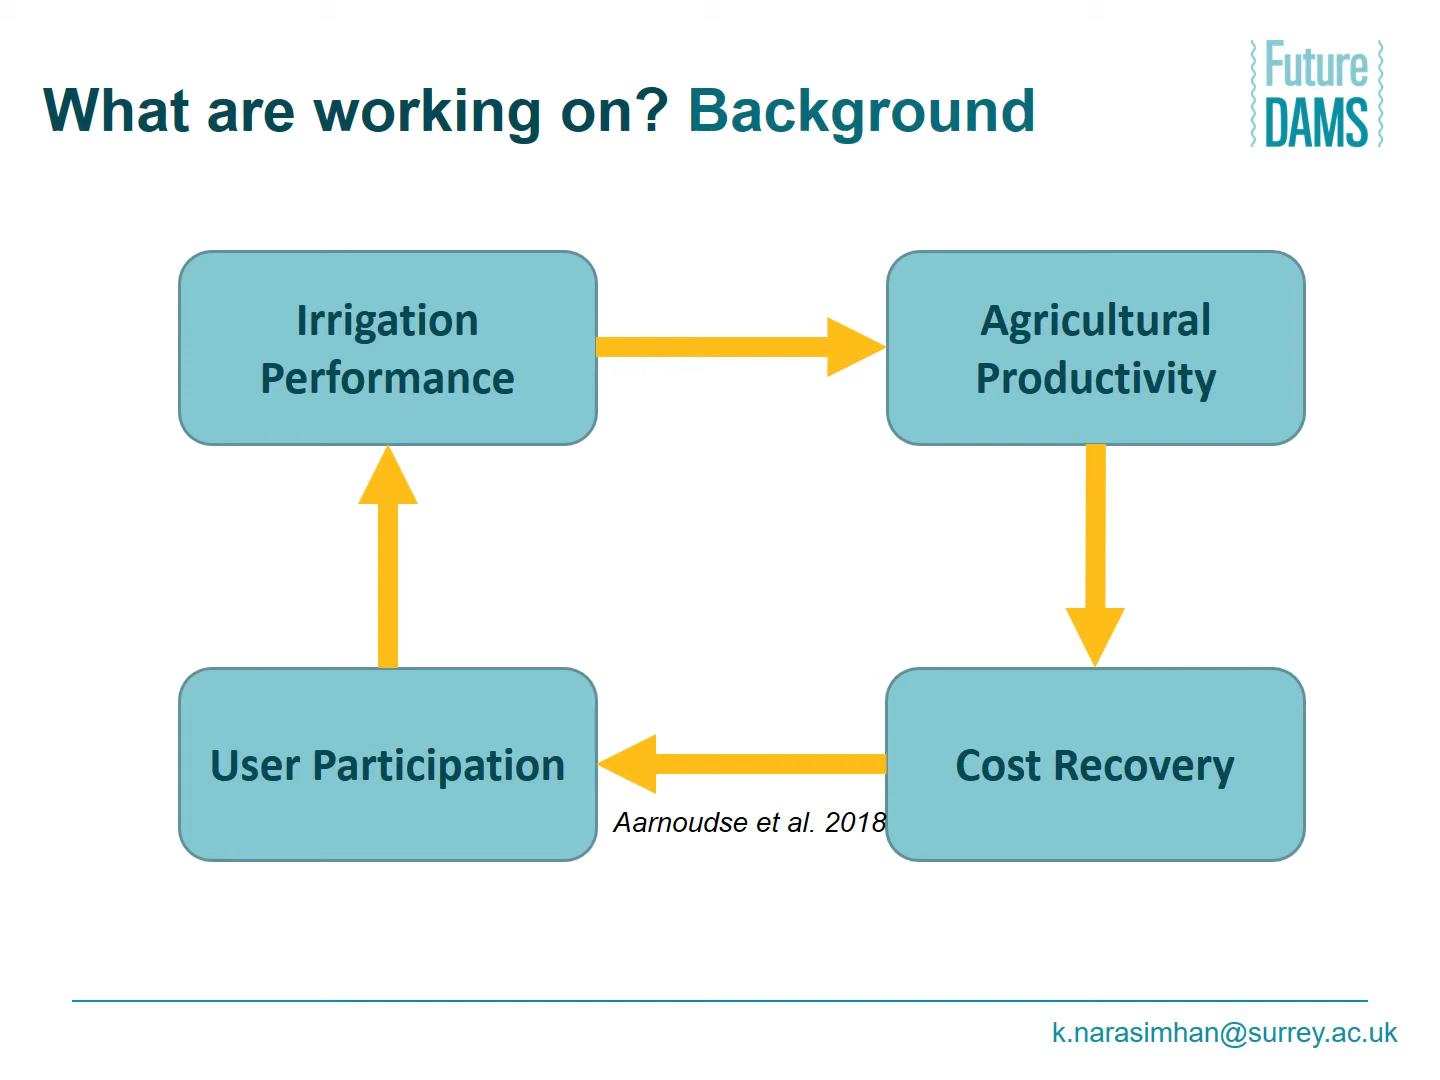 What are working on? Background
Future
DAMS
Irrigation
Performance
Agricultural
Productivity
User Participation
Cost Recovery
Aarnoudse et al. 2018
k.narasimhan@surrey.ac.uk